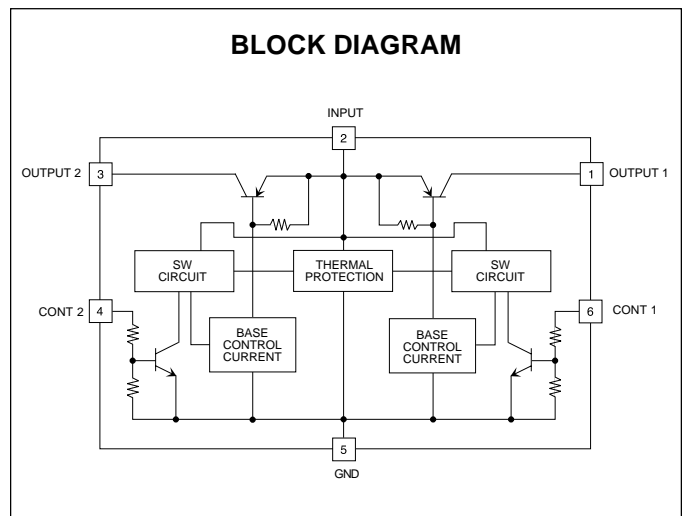 BLOCK DIAGRAM
INPUT
2
OUTPUT 2
3
1
OUTPUT 1
SW
CIRCUIT
THERMAL
PROTECTION
SW
CIRCUIT
CONT 2
4
6
CONT 1
BASE
CONTROL
CURRENT
BASE
CONTROL
CURRENT
5
GND